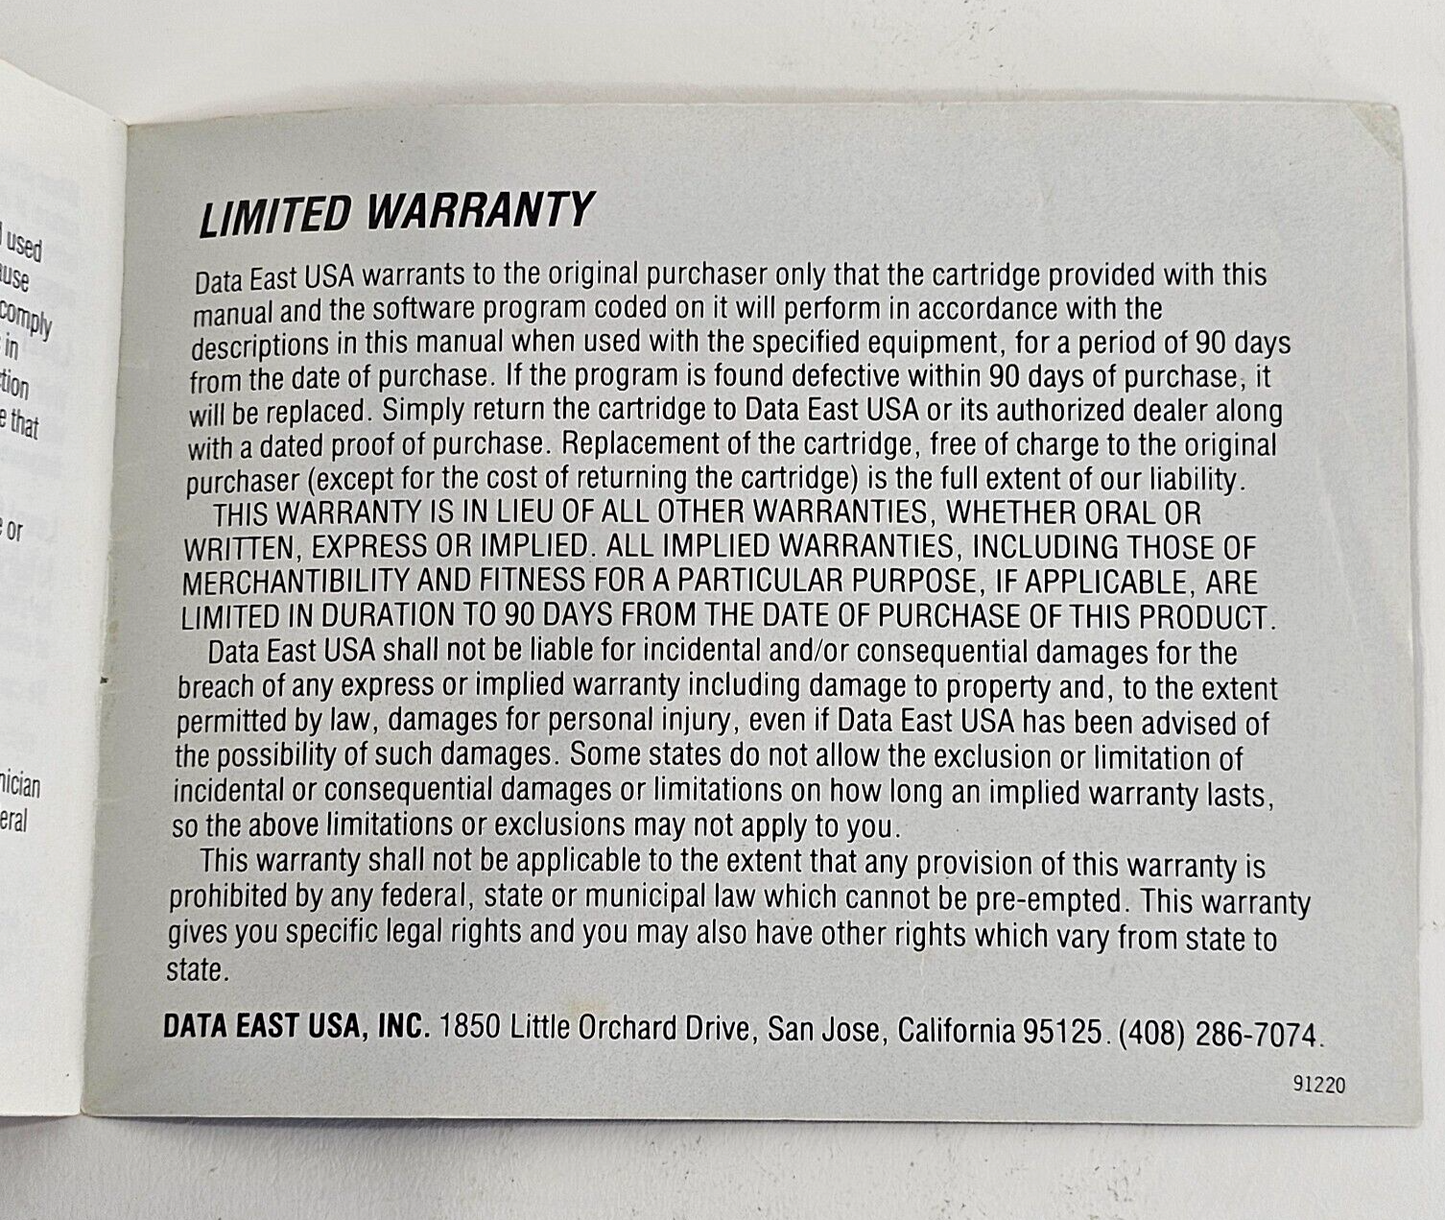 used
comply
in
that
or
LIMITED WARRANTY
Data East USA warrants to the original purchaser only that the cartridge provided with this
manual and the software program coded on it will perform in accordance with the
descriptions in this manual when used with the specified equipment, for a period of 90 days
from the date of purchase. If the program is found defective within 90 days of purchase, it
will be replaced. Simply return the cartridge to Data East USA or its authorized dealer along
with a dated proof of purchase. Replacement of the cartridge, free of charge to the original
purchaser (except for the cost of returning the cartridge) is the full extent of our liability.
THIS WARRANTY IS IN LIEU OF ALL OTHER WARRANTIES, WHETHER ORAL OR
WRITTEN, EXPRESS OR IMPLIED. ALL IMPLIED WARRANTIES, INCLUDING THOSE OF
MERCHANTIBILITY AND FITNESS FOR A PARTICULAR PURPOSE, IF APPLICABLE, ARE
LIMITED IN DURATION TO 90 DAYS FROM THE DATE OF PURCHASE OF THIS PRODUCT.
Data East USA shall not be liable for incidental and/or consequential damages for the
breach of any express or implied warranty including damage to property and, to the extent
permitted by law, damages for personal injury, even if Data East USA has been advised of
the possibility of such damages. Some states do not allow the exclusion or limitation of
incidental or consequential damages or limitations on how long an implied warranty lasts,
so the above limitations or exclusions may not apply to you.
This warranty shall not be applicable to the extent that any provision of this warranty is
prohibited by any federal, state or municipal law which cannot be pre-empted. This warranty
gives you specific legal rights and you may also have other rights which vary from state to
state.
DATA EAST USA, INC. 1850 Little Orchard Drive, San Jose, California 95125. (408) 286-7074.
91220